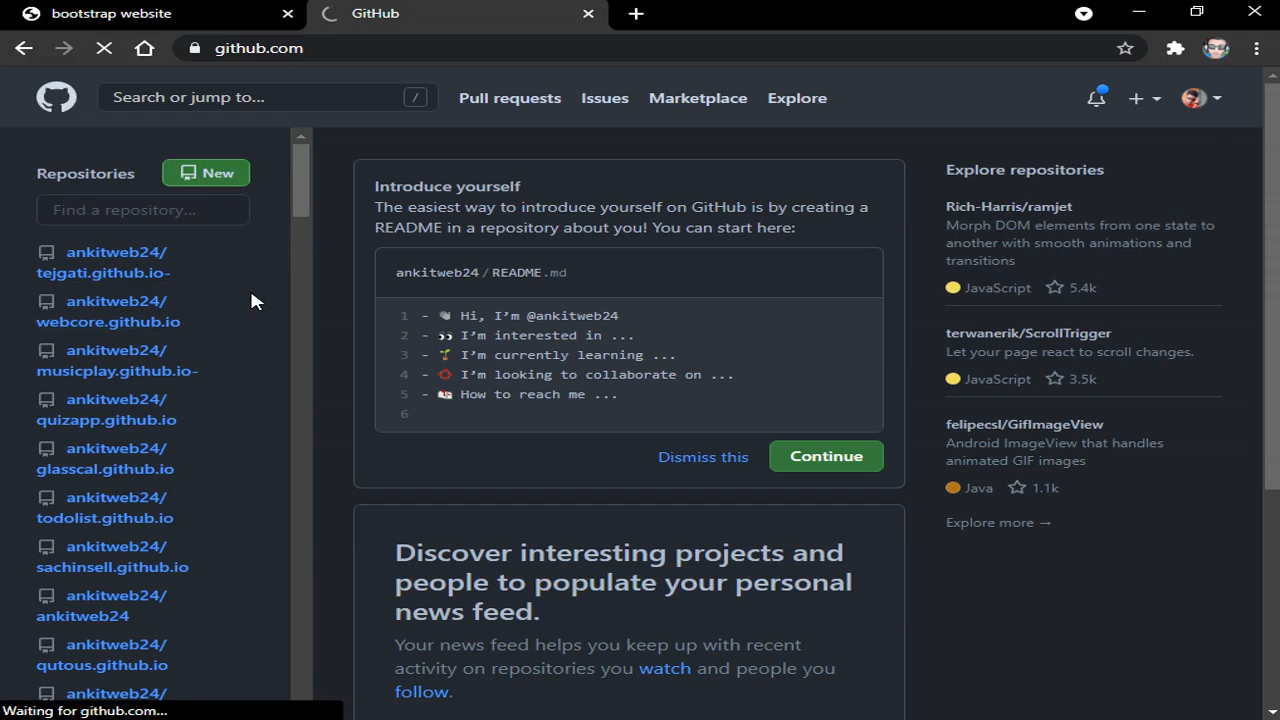 bootstrap website
GitHub
github.com
Search or jump to... /
Pull requests Issues Marketplace Explore
Repositories
New
Find a repository...
ankitweb24/
tejgati.github.io-
ankitweb24/
webcore.github.io
ankitweb24/
musicplay.github.io-
ankitweb24/
quizapp.github.io
ankitweb24/
glasscal.github.io
ankitweb24/
todolist.github.io
ankitweb24/
sachinsell.github.io
ankitweb24/
ankitweb24
ankitweb24/
qutous.github.io
ankitweb24/
Waiting for github.com...
Introduce yourself
The easiest way to introduce yourself on GitHub is by creating a
README in a repository about you! You can start here:
ankitweb24/README.md
1 - 👋 Hi, I’m @ankitweb24
2 - 👀 I’m interested in ...
3 - 🌱 I’m currently learning ...
4 - 💞️ I’m looking to collaborate on ...
5 - 📫 How to reach me ...
6
Dismiss this
Continue
Discover interesting projects and
people to populate your personal
news feed.
Your news feed helps you keep up with recent
activity on repositories you watch and people you
follow.
Explore repositories
Rich-Harris/ramjet
Morph DOM elements from one state to
another with smooth animations and
transitions
JavaScript 5.4k
terwanerik/ScrollTrigger
Let your page react to scroll changes.
JavaScript 3.5k
felipecsl/GifImageView
Android ImageView that handles
animated GIF images
Java 1.1k
Explore more →